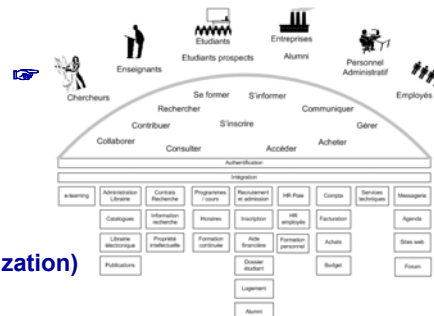 Etudiants
Entreprises
Etudiants prospects
Alumni
Enseignants
Personnel
Administratif
Chercheurs
Employés
Se former
S'informer
Rechercher
Communiquer
Contribuer
S'inscrire
Gérer
Collaborer
Acheter
Consulter
Accéder
Authentification
Intégration
e-learning
Administration
Librairie
Contrats
Recherche
Programmes
/ cours
Recrutement
et admission
HR Paie
Compta
Services
techniques
Messagerie
Catalogues
Information
recherche
Horaires
Inscription
HR
employés
Facturation
Agenda
Librairie
électronique
Propriété
intellectuelle
Formation
continuée
Aide
financière
Formation
personnel
Achats
Sites web
zation)
Publications
Dossier
étudiant
Budget
Forum
Logement
Alumni